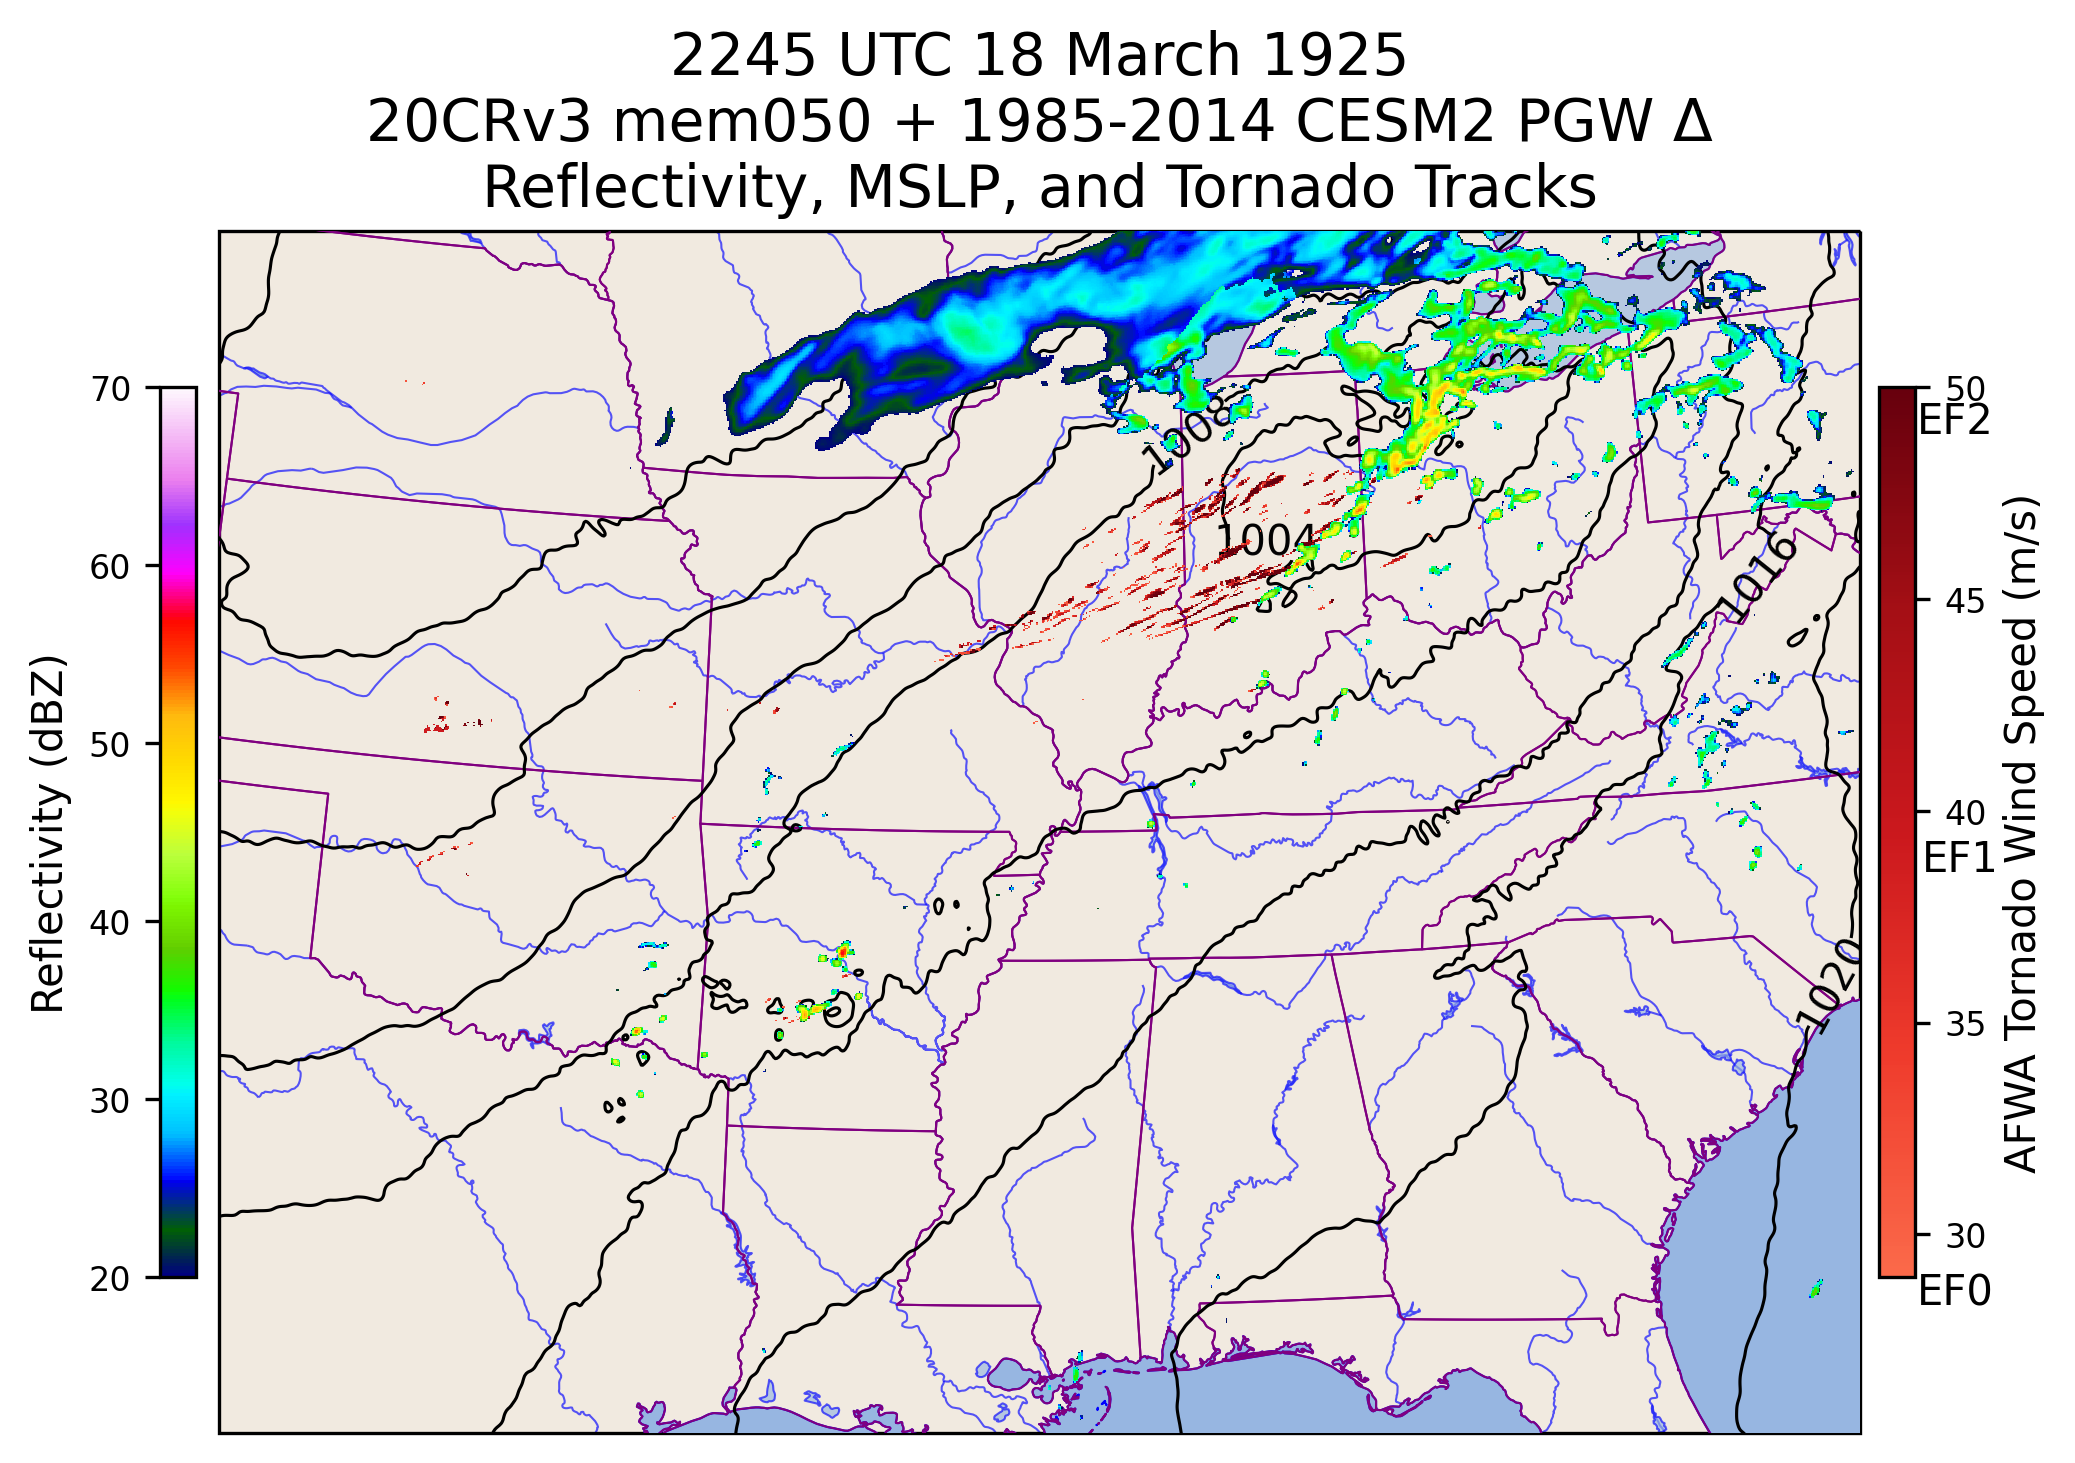 2245 UTC 18 March 1925
20CRv3 mem050 + 1985-2014 CESM2 PGW Δ
Reflectivity, MSLP, and Tornado Tracks
Reflectivity (dBZ)
70
60
50
40
30
20
1008
1004
1016
1020
50
EF2
45
40
EF1
35
30
EF0
AFWA Tornado Wind Speed (m/s)